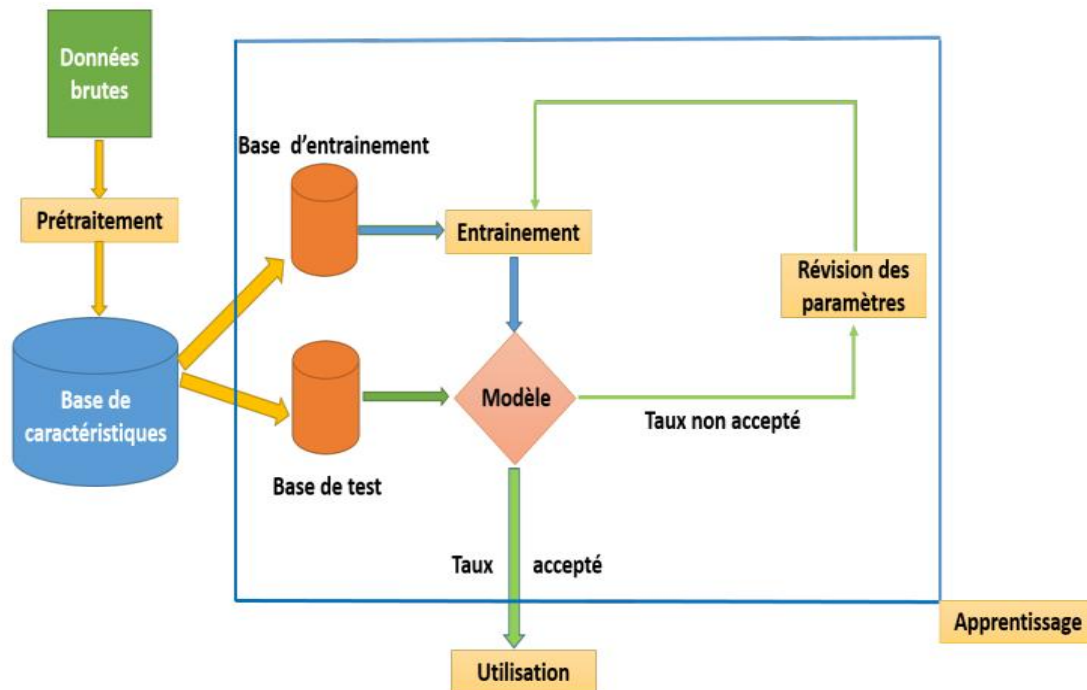 Données
brutes
Prétraitement
Base de
caractéristiques
Base d'entrainement
Base de test
Entrainement
Modèle
Taux non accepté
Révision des
paramètres
Taux accepté
Utilisation
Apprentissage